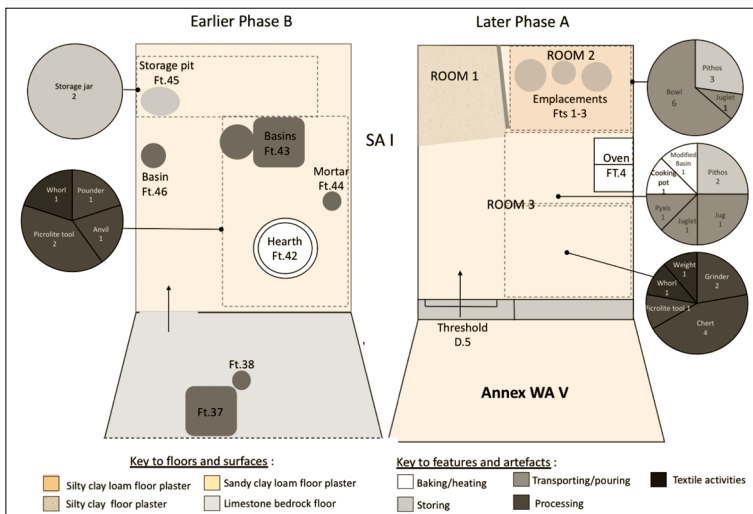 Earlier Phase B
Later Phase A
Storage jar
2
Storage pit
Ft.45
Basins
Ft.43
Basin
Ft.46
Mortar
Ft.44
Hearth
Ft.42
Whorl
1
Pounder
1
Picrolite tool
2
Anvil
1
Ft.38
Ft.37
SA I
ROOM 1
ROOM 2
Emplacements
Fts 1-3
Oven
FT.4
ROOM 3
Threshold
D.5
Annex WA V
Pithos
3
Bowl
6
Juglet
1
Modified
Basin
1
Cooking
pot
1
Pithos
2
Pyxis
1
Juglet
1
Jug
1
Weight
1
Whorl
1
Grinder
2
Picrolite tool 1
Chert
4
Key to floors and surfaces :
Silty clay loam floor plaster
Sandy clay loam floor plaster
Silty clay floor plaster
Limestone bedrock floor
Key to features and artefacts :
Baking/heating
Transporting/pouring
Textile activities
Storing
Processing